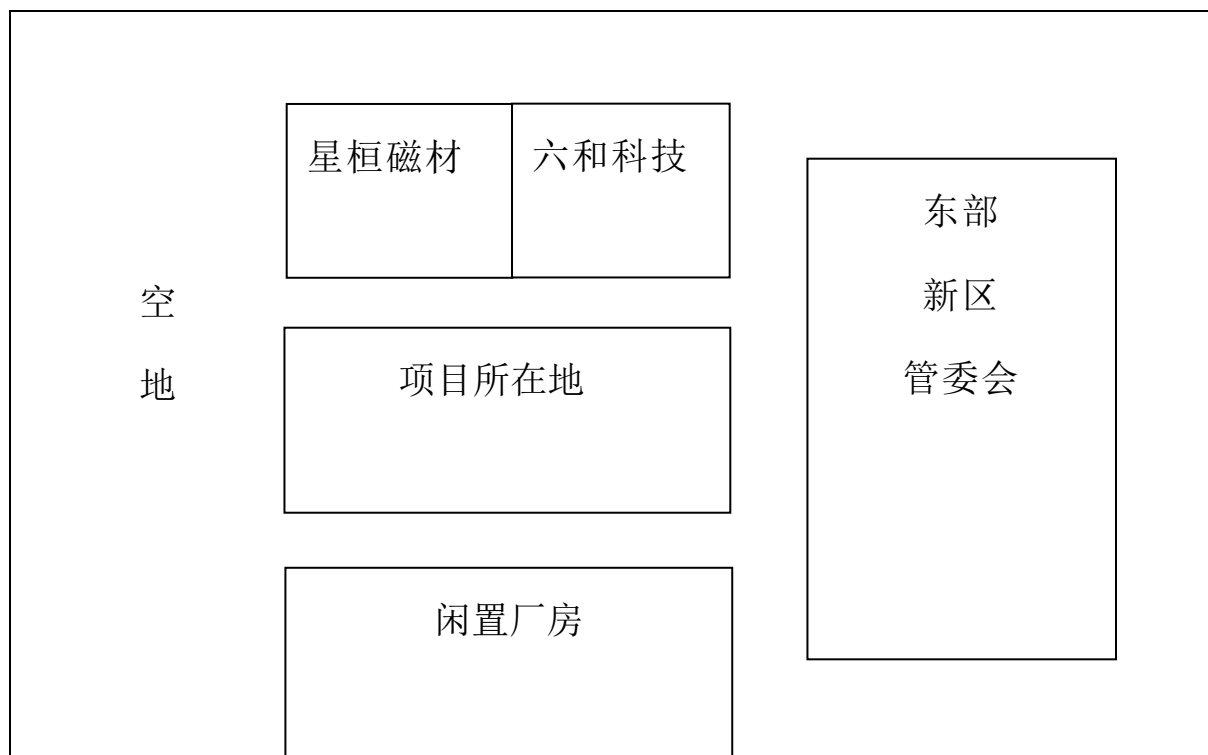 星桓磁材
六和科技
东部
新区
管委会
空
地
项目所在地
闲置厂房